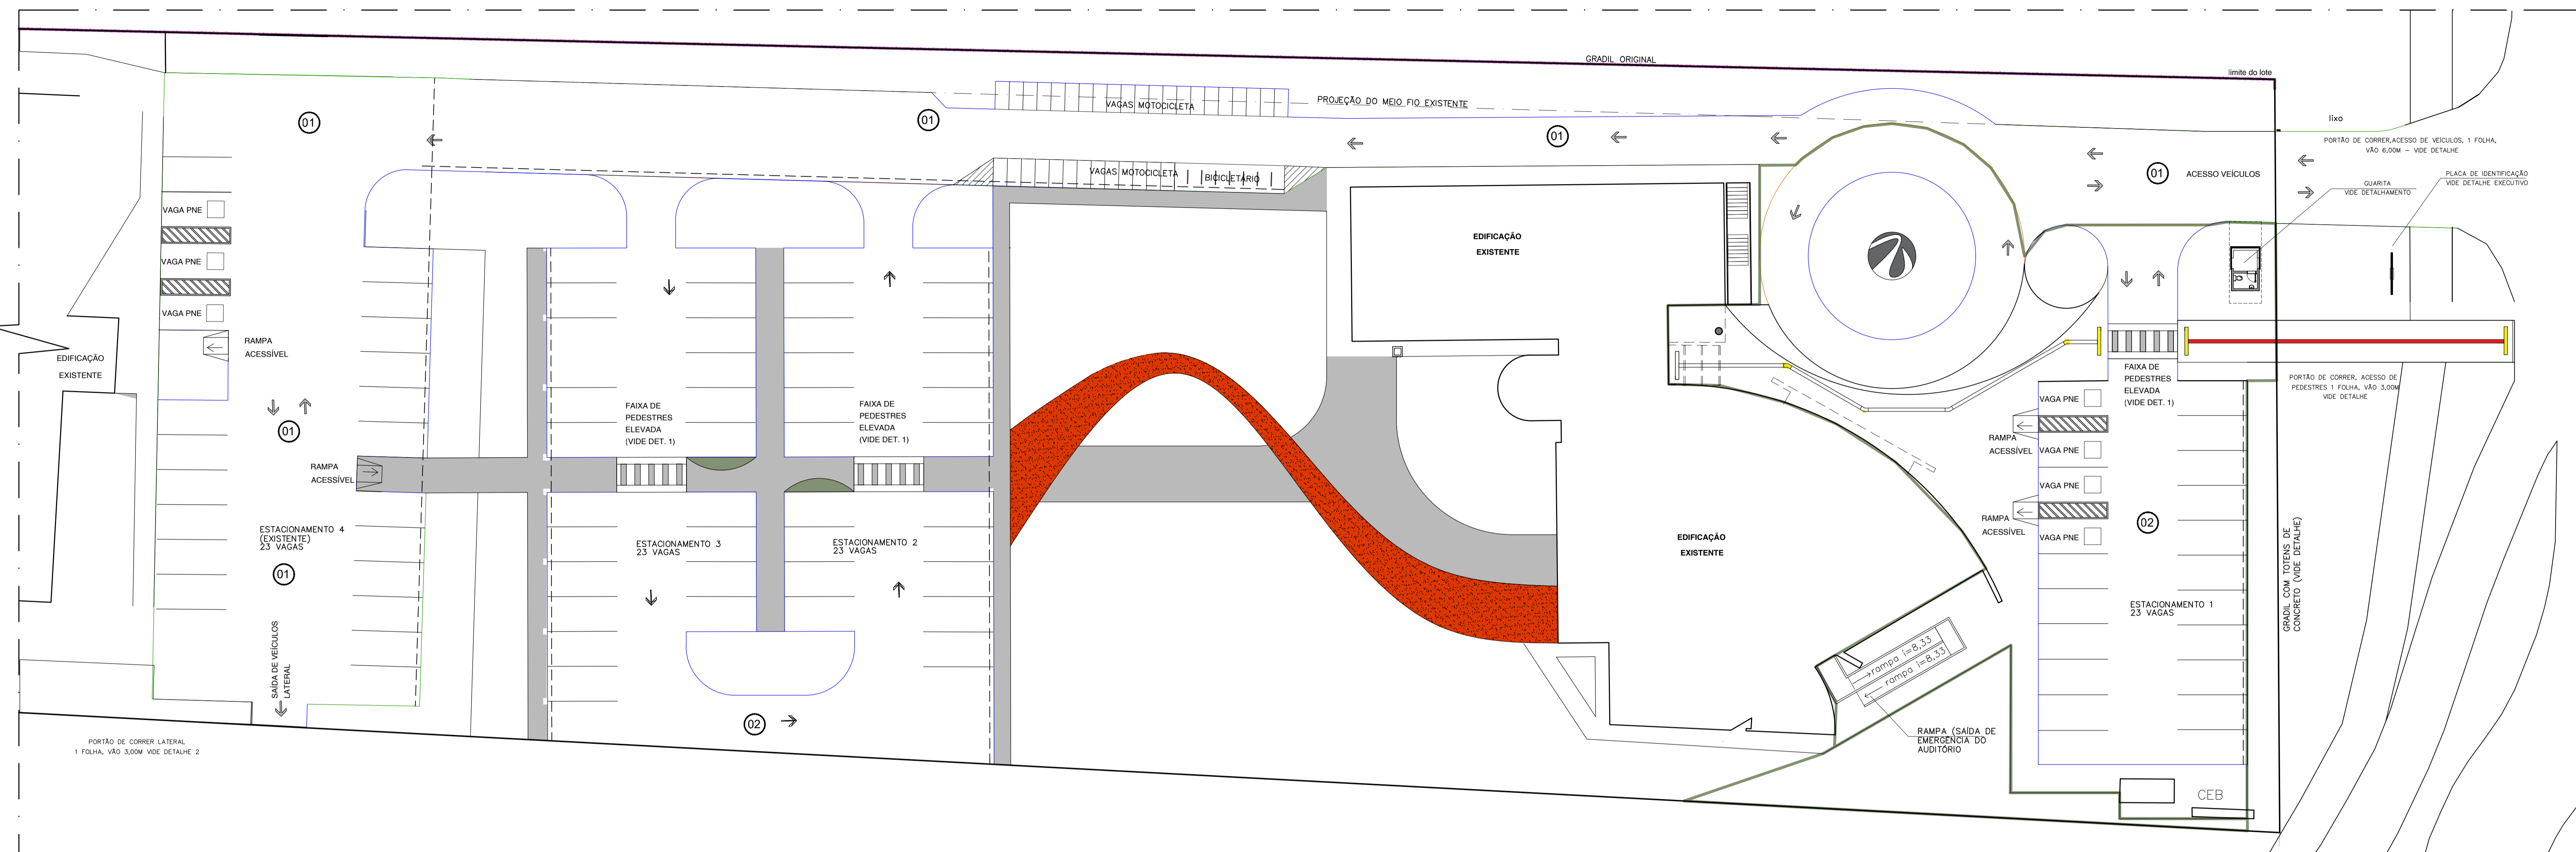 GRADIL ORIGINAL
limite do lote
lixo
PORTÃO DE CORRER,ACESSO DE VEÍCULOS, 1 FOLHA,
VÃO 6,00M – VIDE DETALHE
PLACA DE IDENTIFICAÇÃO
VIDE DETALHE EXECUTIVO
GUARITA
VIDE DETALHAMENTO
ACESSO VEÍCULOS
01
01
01
01
VAGAS MOTOCICLETA
PROJEÇÃO DO MEIO FIO EXISTENTE
VAGAS MOTOCICLETA
BICICLETÁRIO
VAGA PNE
VAGA PNE
VAGA PNE
RAMPA
ACESSÍVEL
EDIFICAÇÃO
EXISTENTE
01
RAMPA
ACESSÍVEL
ESTACIONAMENTO 4
(EXISTENTE)
23 VAGAS
01
SAÍDA DE VEÍCULOS
LATERAL
PORTÃO DE CORRER LATERAL
1 FOLHA, VÃO 3,00M VIDE DETALHE 2
FAIXA DE
PEDESTRES
ELEVADA
(VIDE DET. 1)
FAIXA DE
PEDESTRES
ELEVADA
(VIDE DET. 1)
ESTACIONAMENTO 3
23 VAGAS
ESTACIONAMENTO 2
23 VAGAS
02
EDIFICAÇÃO
EXISTENTE
EDIFICAÇÃO
EXISTENTE
rampa i=8,33
rampa i=8,33
RAMPA (SAÍDA DE
EMERGÊNCIA DO
AUDITÓRIO
FAIXA DE
PEDESTRES
ELEVADA
(VIDE DET. 1)
VAGA PNE
RAMPA
ACESSÍVEL
VAGA PNE
VAGA PNE
RAMPA
ACESSÍVEL
VAGA PNE
02
ESTACIONAMENTO 1
23 VAGAS
CEB
GRADIL COM TOTENS DE
CONCRETO (VIDE DETALHE)
PORTÃO DE CORRER, ACESSO DE
PEDESTRES 1 FOLHA, VÃO 3,00M
VIDE DETALHE